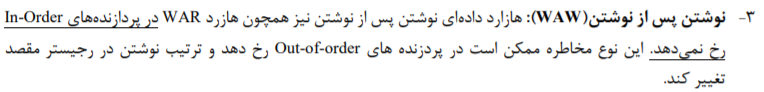 ۳- نوشتن پس از نوشتن(WAW): هازارد داده‌ای نوشتن پس از نوشتن نیز همچون هازرد WAR در پردازنده‌های In-Order
رخ نمی‌دهد. این نوع مخاطره ممکن است در پردزنده های Out-of-order رخ دهد و ترتیب نوشتن در رجیستر مقصد
تغییر کند.